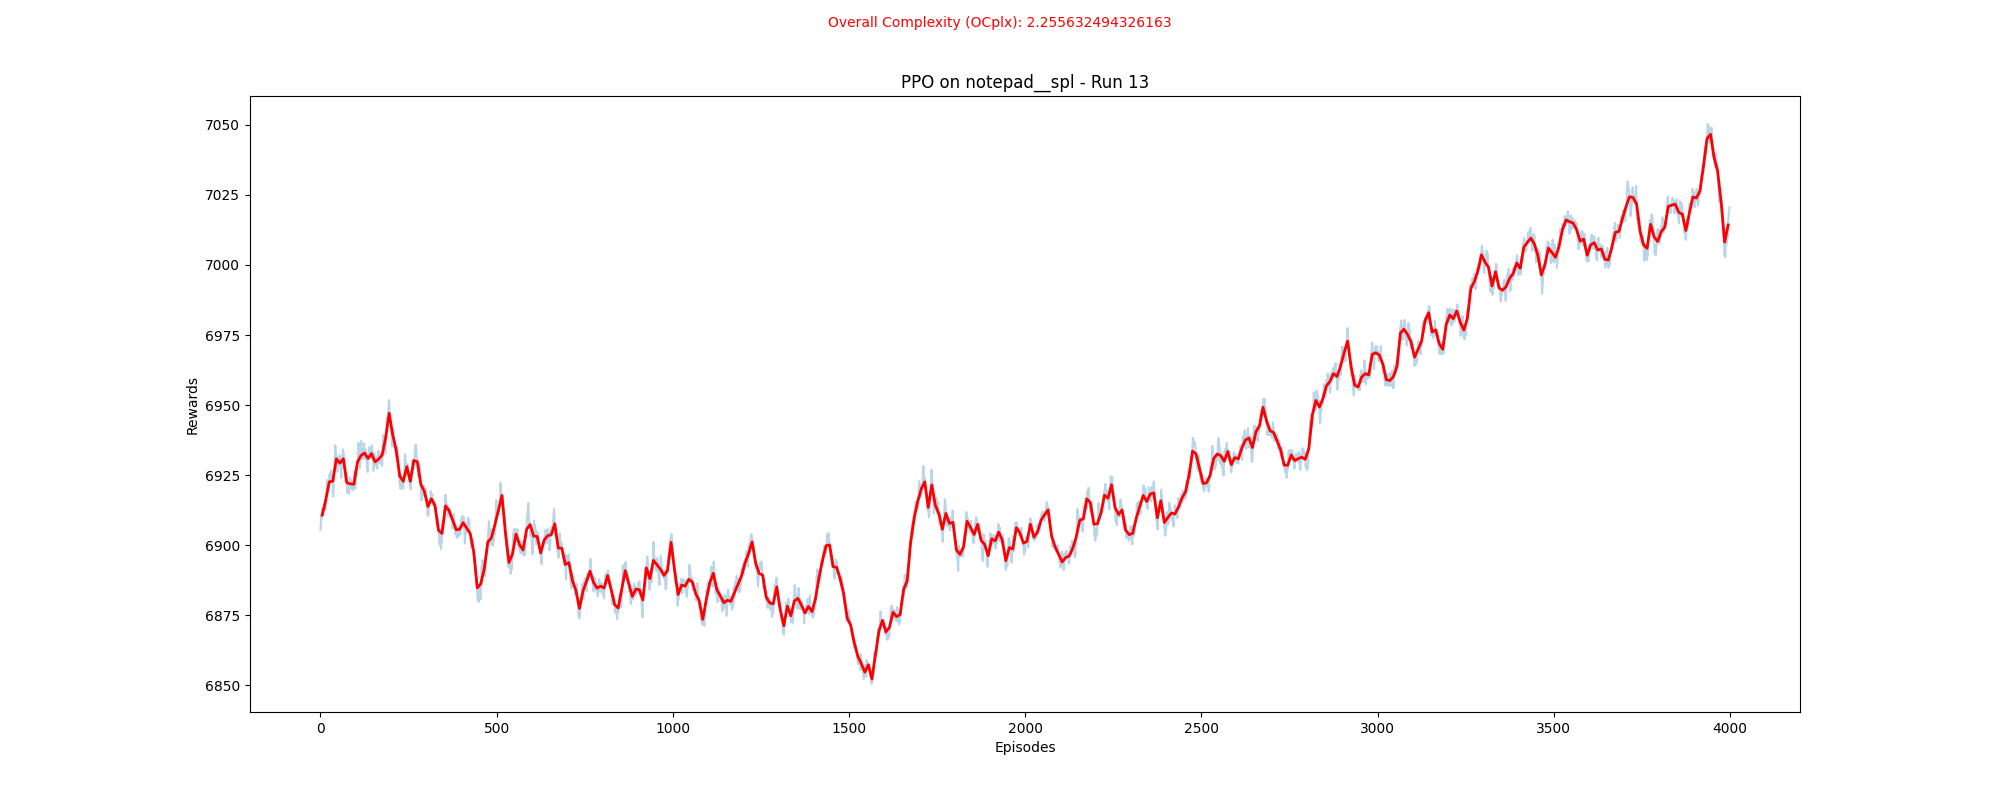 Overall Complexity (OCplx): 2.255632494326163
PPO on notepad__spl - Run 13
7050
7025
7000
6975
6950
6925
6900
6875
6850
Rewards
0 500 1000 1500 2000 2500 3000 3500 4000
Episodes